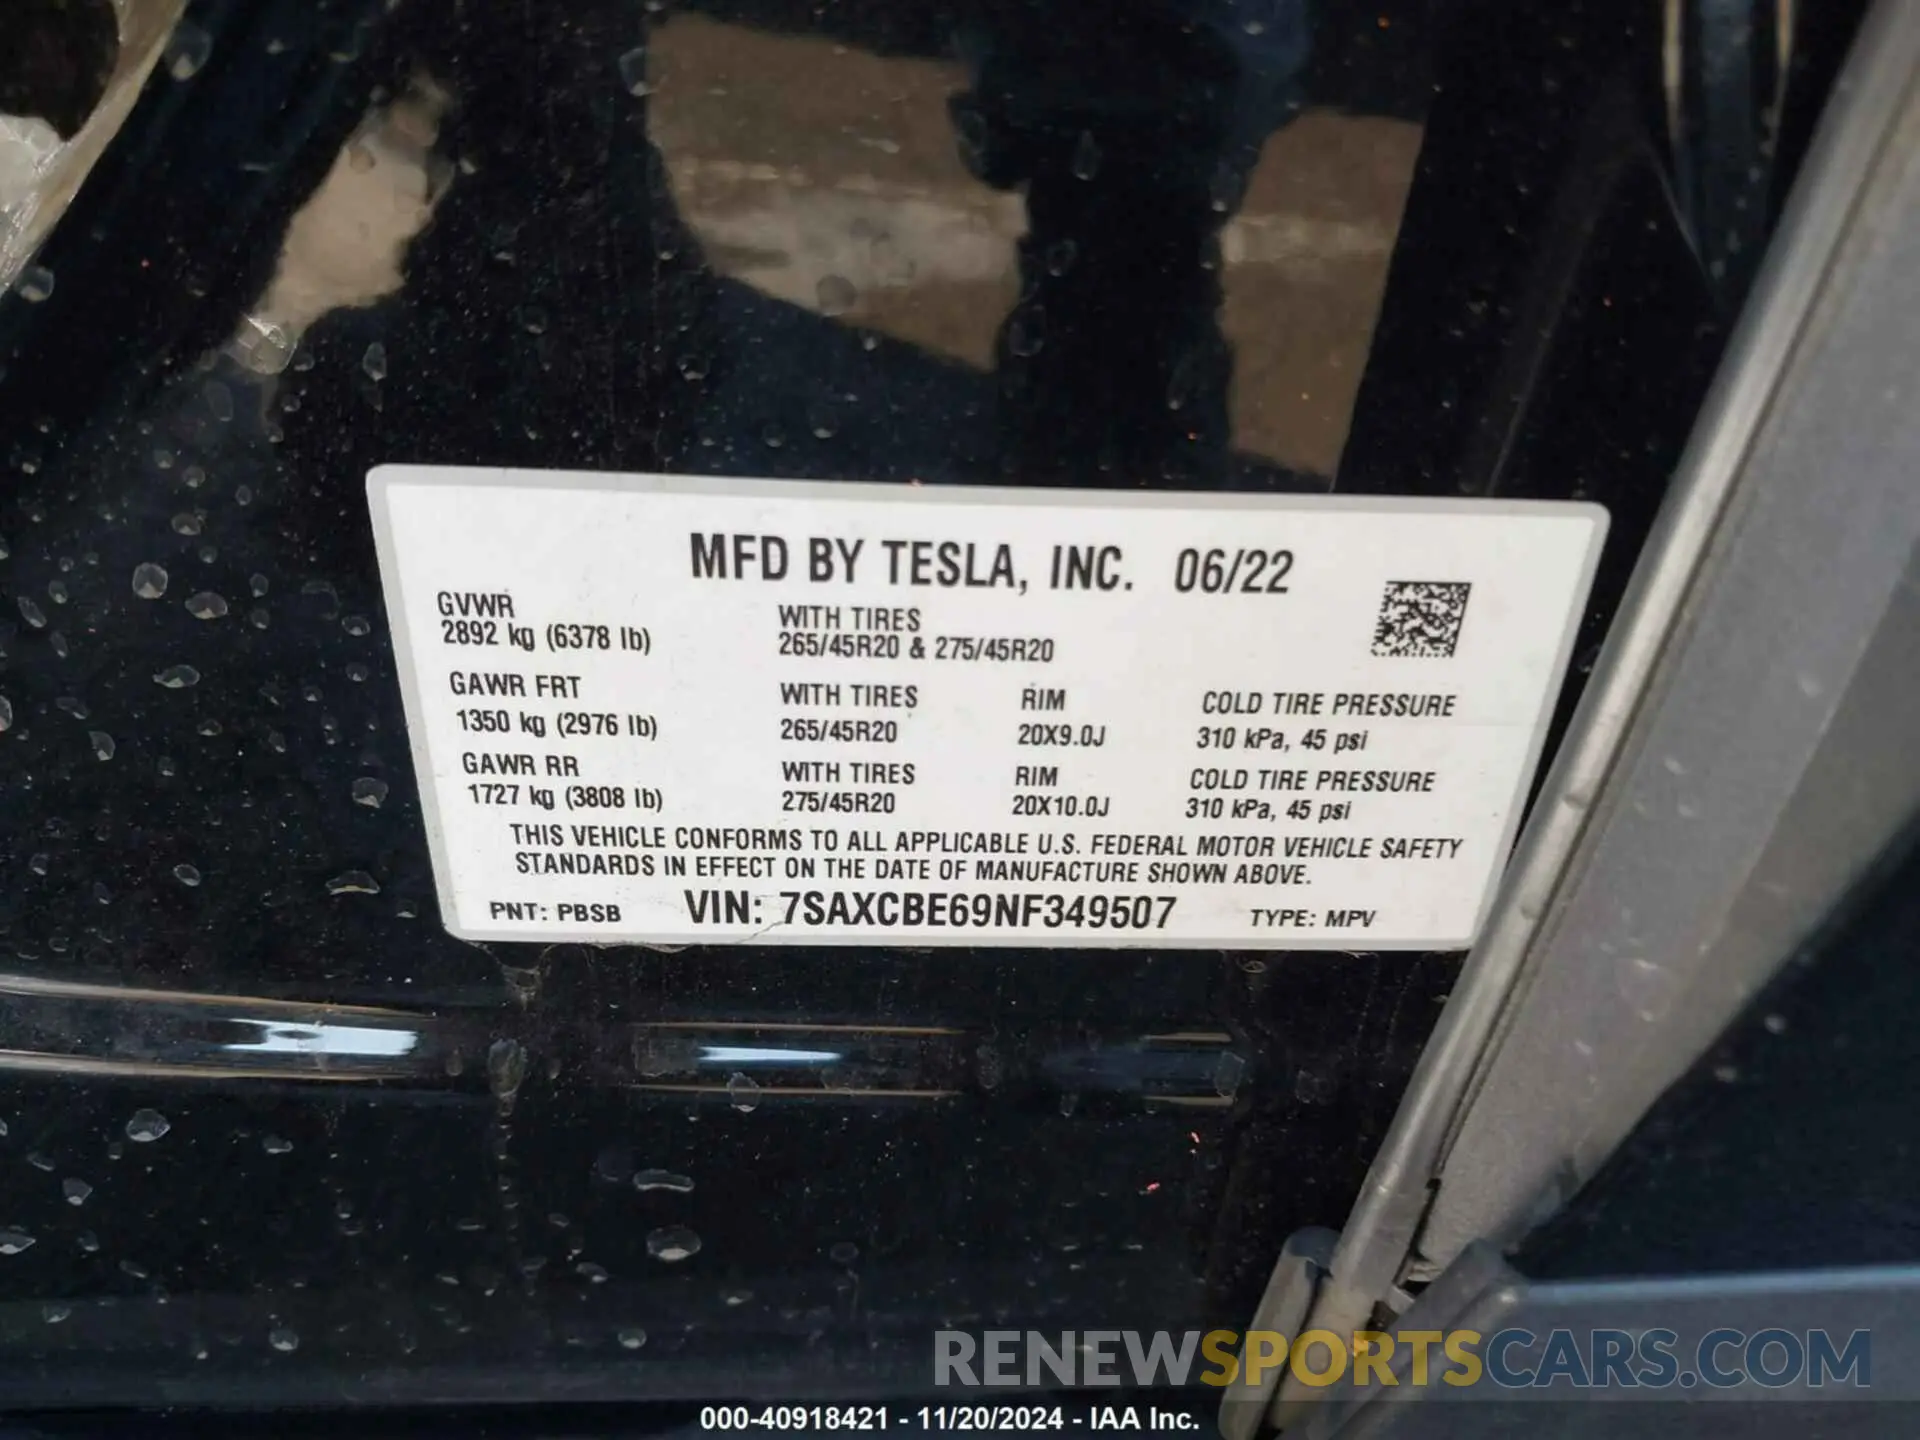 MFD BY TESLA, INC. 06/22
GVWR
2892 kg (6378 lb)
WITH TIRES
265/45R20 & 275/45R20
GAWR FRT WITH TIRES RIM COLD TIRE PRESSURE
1350 kg (2976 lb) 265/45R20 20X9.0J 310 kPa, 45 psi
GAWR RR WITH TIRES RIM COLD TIRE PRESSURE
1727 kg (3808 lb) 275/45R20 20X10.0J 310 kPa, 45 psi
THIS VEHICLE CONFORMS TO ALL APPLICABLE U.S. FEDERAL MOTOR VEHICLE SAFETY
STANDARDS IN EFFECT ON THE DATE OF MANUFACTURE SHOWN ABOVE.
PNT: PBSB VIN: 7SAXCBE69NF349507 TYPE: MPV
RENEWSPORTSCARS.COM
000-40918421 - 11/20/2024 - IAA Inc.